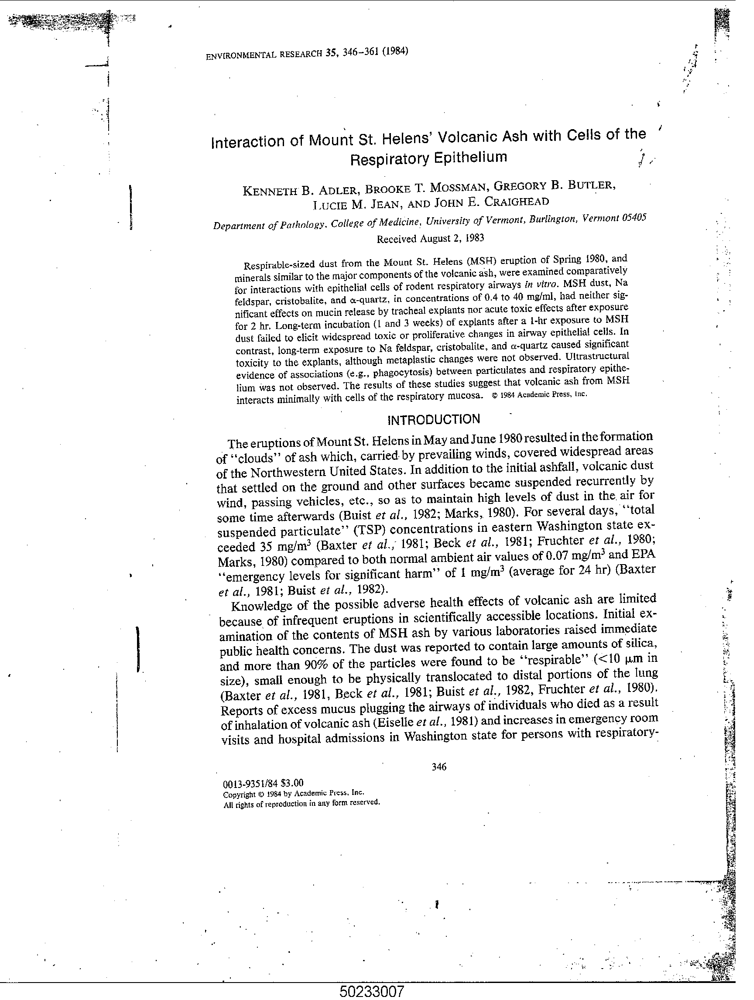 ENVIRONMENTAL RESEARCH 35, 346–361 (1984)
Interaction of Mount St. Helens' Volcanic Ash with Cells of the
Respiratory Epithelium
KENNETH B. ADLER, BROOKE T. MOSSMAN, GREGORY B. BUTLER,
LUCIE M. JEAN, AND JOHN E. CRAIGHEAD
Department of Pathology, College of Medicine, University of Vermont, Burlington, Vermont 05405
Received August 2, 1983
Respirable-sized dust from the Mount St. Helens (MSH) eruption of Spring 1980, and
minerals similar to the major components of the volcanic ash, were examined comparatively
for interactions with epithelial cells of rodent respiratory airways in vitro. MSH dust, Na
feldspar, cristobalite, and α-quartz, in concentrations of 0.4 to 40 mg/ml, had neither sig-
nificant effects on mucin release by tracheal explants nor acute toxic effects after exposure
for 2 hr. Long-term incubation (1 and 3 weeks) of explants after a 1-hr exposure to MSH
dust failed to elicit widespread toxic or proliferative changes in airway epithelial cells. In
contrast, long-term exposure to Na feldspar, cristobalite, and α-quartz caused significant
toxicity to the explants, although metaplastic changes were not observed. Ultrastructural
evidence of associations (e.g., phagocytosis) between particulates and respiratory epithe-
lium was not observed. The results of these studies suggest that volcanic ash from MSH
interacts minimally with cells of the respiratory mucosa. © 1984 Academic Press, Inc.
INTRODUCTION
The eruptions of Mount St. Helens in May and June 1980 resulted in the formation
of "clouds" of ash which, carried by prevailing winds, covered widespread areas
of the Northwestern United States. In addition to the initial ashfall, volcanic dust
that settled on the ground and other surfaces became suspended recurrently by
wind, passing vehicles, etc., so as to maintain high levels of dust in the air for
some time afterwards (Buist et al., 1982; Marks, 1980). For several days, "total
suspended particulate" (TSP) concentrations in eastern Washington state ex-
ceeded 35 mg/m³ (Baxter et al., 1981; Beck et al., 1981; Fruchter et al., 1980;
Marks, 1980) compared to both normal ambient air values of 0.07 mg/m³ and EPA
"emergency levels for significant harm" of 1 mg/m³ (average for 24 hr) (Baxter
et al., 1981; Buist et al., 1982).
Knowledge of the possible adverse health effects of volcanic ash are limited
because of infrequent eruptions in scientifically accessible locations. Initial ex-
amination of the contents of MSH ash by various laboratories raised immediate
public health concerns. The dust was reported to contain large amounts of silica,
and more than 90% of the particles were found to be "respirable" (<10 μm in
size), small enough to be physically translocated to distal portions of the lung
(Baxter et al., 1981, Beck et al., 1981; Buist et al., 1982, Fruchter et al., 1980).
Reports of excess mucus plugging the airways of individuals who died as a result
of inhalation of volcanic ash (Eiselle et al., 1981) and increases in emergency room
visits and hospital admissions in Washington state for persons with respiratory-
346
0013-9351/84 $3.00
Copyright © 1984 by Academic Press, Inc.
All rights of reproduction in any form reserved.
50233007